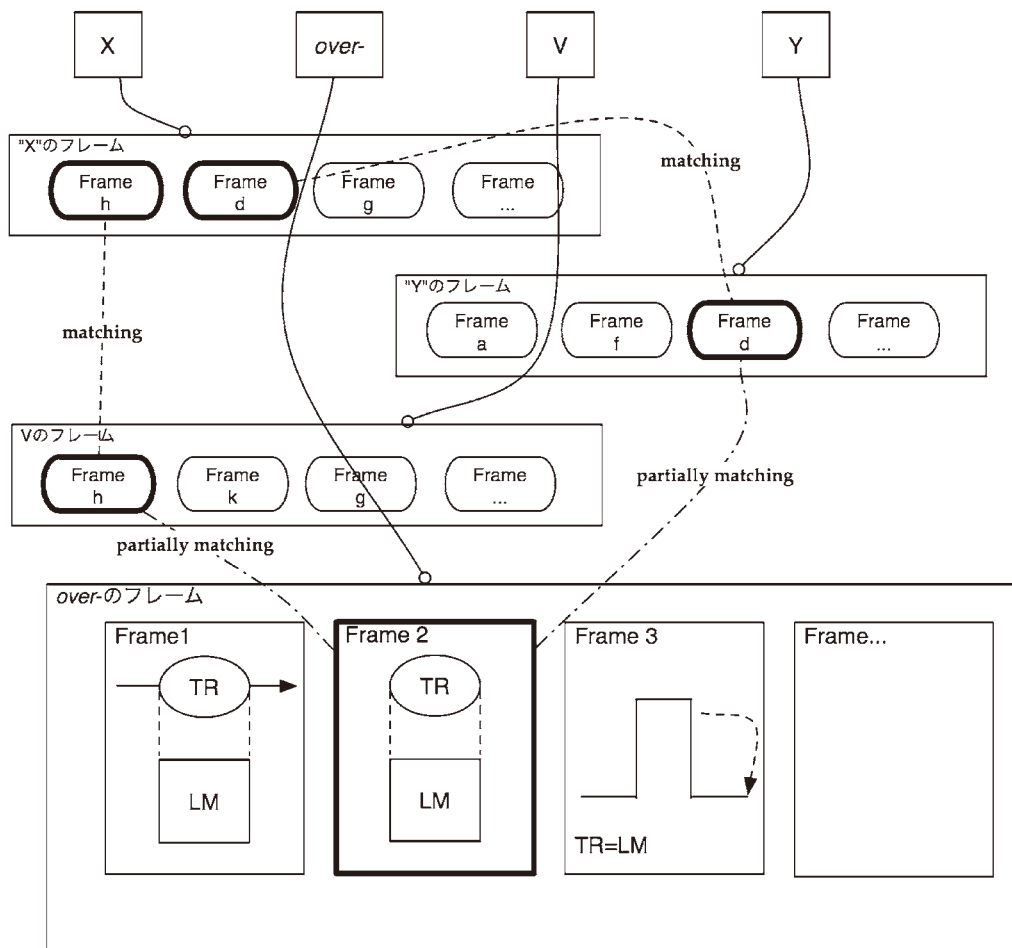 X
over-
V
Y
"X"のフレーム
Frame
h
Frame
d
Frame
g
Frame
...
matching
"Y"のフレーム
Frame
a
Frame
f
Frame
d
Frame
...
matching
Vのフレーム
Frame
h
Frame
k
Frame
g
Frame
...
partially matching
partially matching
over-のフレーム
Frame1
TR
LM
Frame 2
TR
LM
Frame 3
TR=LM
Frame...